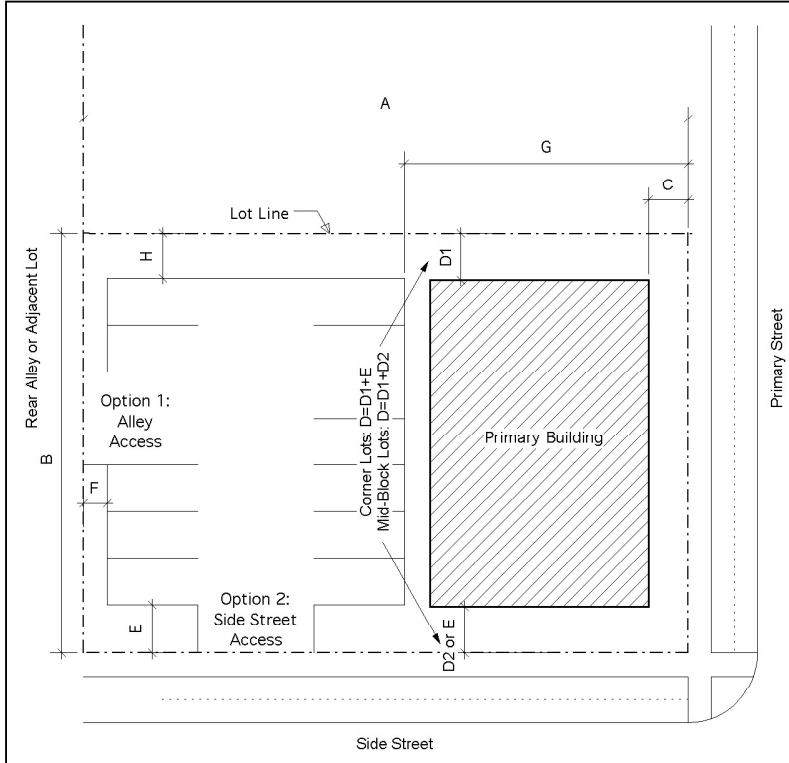 A
G
C
Lot Line
H
D1
Rear Alley or Adjacent Lot
Primary Street
Option 1:
Alley
Access
Corner Lots: D=D1+E
Mid-Block Lots: D=D1+D2
Primary Building
B
F
Option 2:
Side Street
Access
E
D2 or E
Side Street